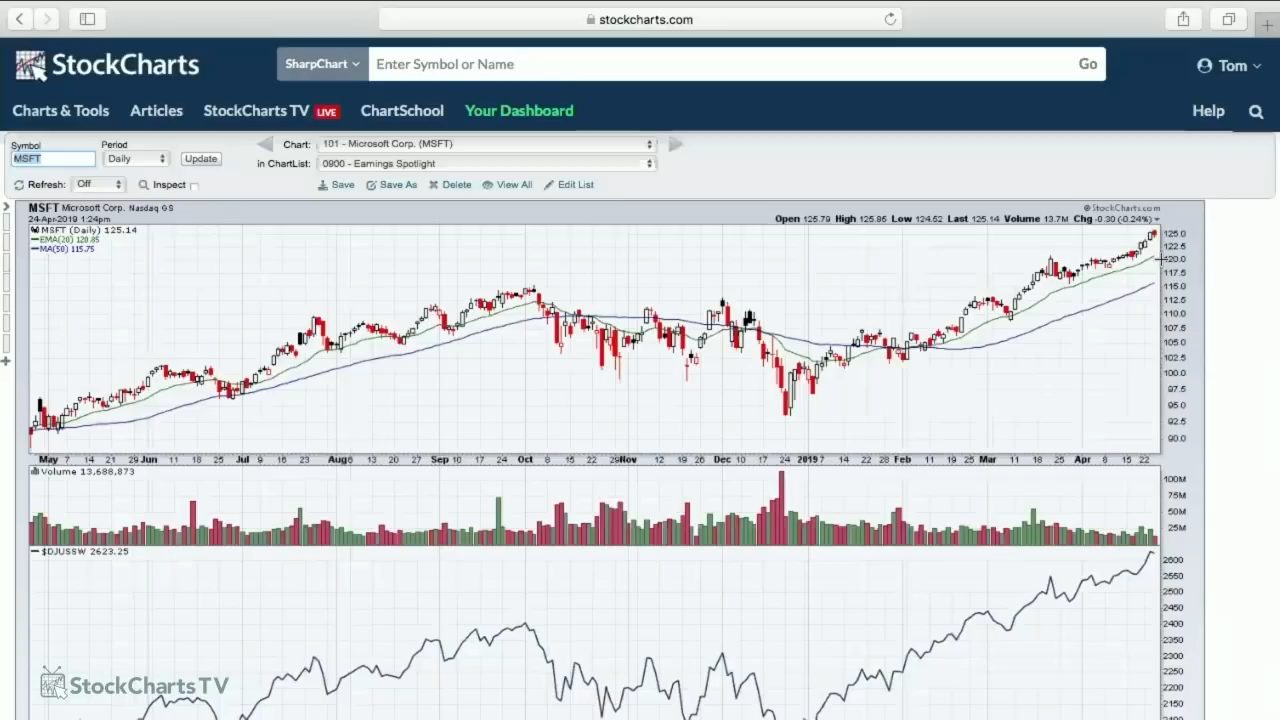 stockcharts.com
StockCharts
SharpChart
Enter Symbol or Name
Go
Tom
Charts & Tools Articles StockCharts TV LIVE ChartSchool Your Dashboard
Help
Symbol Period
Chart: 101 - Microsoft Corp. (MSFT)
MSFT Daily Update
in ChartList: 0900 - Earnings Spotlight
Refresh: Off Inspect
Save Save As Delete View All Edit List
MSFT Microsoft Corp. Nasdaq GS
© StockCharts.com
24-Apr-2019 1:24pm
Open 125.79 High 125.85 Low 124.52 Last 125.14 Volume 13.7M Chg -0.30 (-0.24%)
MSFT (Daily) 125.14
EMA(20) 120.85
MA(50) 115.75
125.0
122.5
120.0
117.5
115.0
112.5
110.0
107.5
105.0
102.5
100.0
97.5
95.0
92.5
90.0
May 7 14 21 29 Jun 11 18 25 Jul 9 16 23 Aug 6 13 20 27 Sep 10 17 24 Oct 8 15 22 29 Nov 12 19 26 Dec 10 17 24 2019 7 14 22 28 Feb 11 19 25 Mar 11 18 25 Apr 8 15 22
Volume 13,688,873
100M
75M
50M
25M
$DJUSSW 2623.25
2600
2550
2500
2450
2400
2350
2300
2250
2200
2150
StockCharts TV